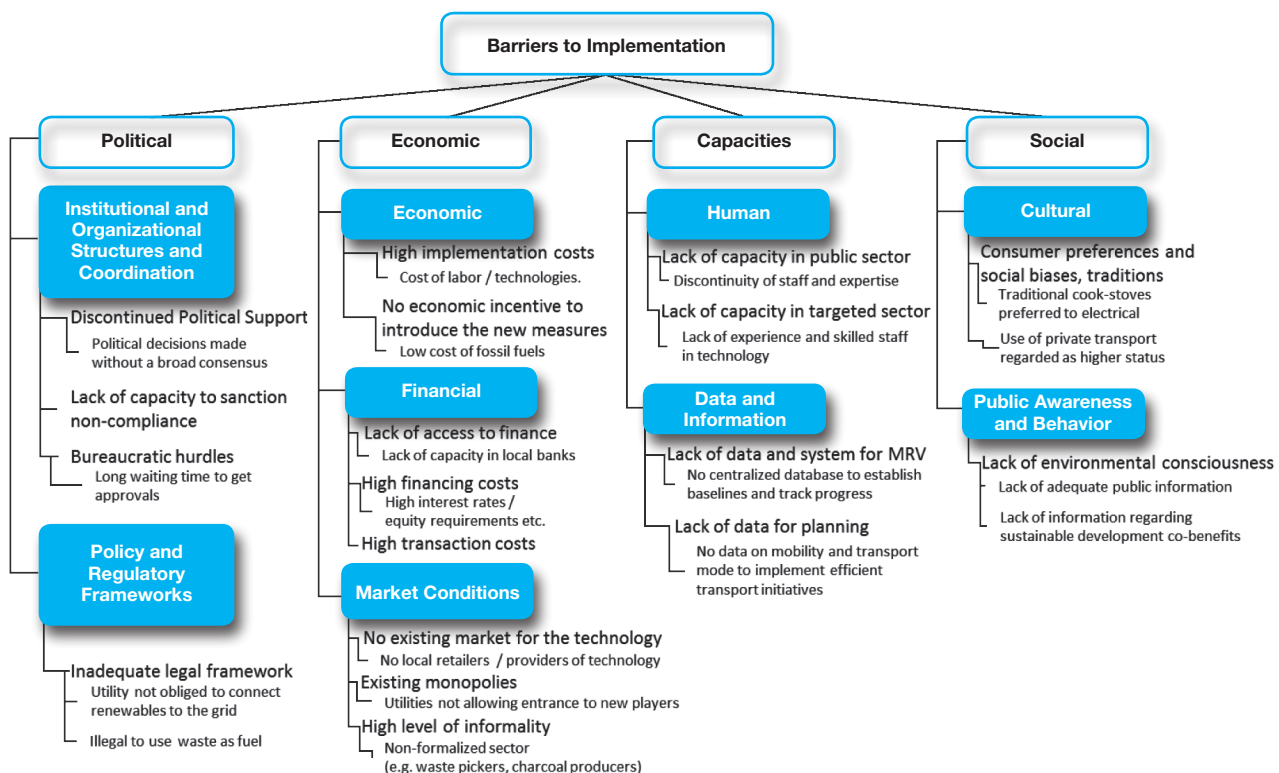 Barriers to Implementation
Political
Institutional and
Organizational
Structures and
Coordination
Discontinued Political Support
Political decisions made
without a broad consensus
Lack of capacity to sanction
non-compliance
Bureaucratic hurdles
Long waiting time to get
approvals
Policy and
Regulatory
Frameworks
Inadequate legal framework
Utility not obliged to connect
renewables to the grid
Illegal to use waste as fuel
Economic
Economic
High implementation costs
Cost of labor / technologies.
No economic incentive to
introduce the new measures
Low cost of fossil fuels
Financial
Lack of access to finance
Lack of capacity in local banks
High financing costs
High interest rates /
equity requirements etc.
High transaction costs
Market Conditions
No existing market for the technology
No local retailers / providers of technology
Existing monopolies
Utilities not allowing entrance to new players
High level of informality
Non-formalized sector
(e.g. waste pickers, charcoal producers)
Capacities
Human
Lack of capacity in public sector
Discontinuity of staff and expertise
Lack of capacity in targeted sector
Lack of experience and skilled staff
in technology
Data and
Information
Lack of data and system for MRV
No centralized database to establish
baselines and track progress
Lack of data for planning
No data on mobility and transport
mode to implement efficient
transport initiatives
Social
Cultural
Consumer preferences and
social biases, traditions
Traditional cook-stoves
preferred to electrical
Use of private transport
regarded as higher status
Public Awareness
and Behavior
Lack of environmental consciousness
Lack of adequate public information
Lack of information regarding
sustainable development co-benefits